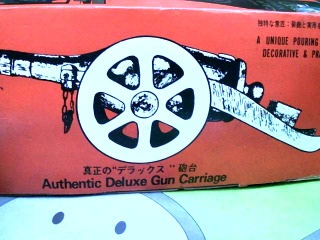 独特な意匠：装飾と実用を
A UNIQUE POURING
DECORATIVE & PRA
真正の"デラックス"砲台
Authentic Deluxe Gun Carriage